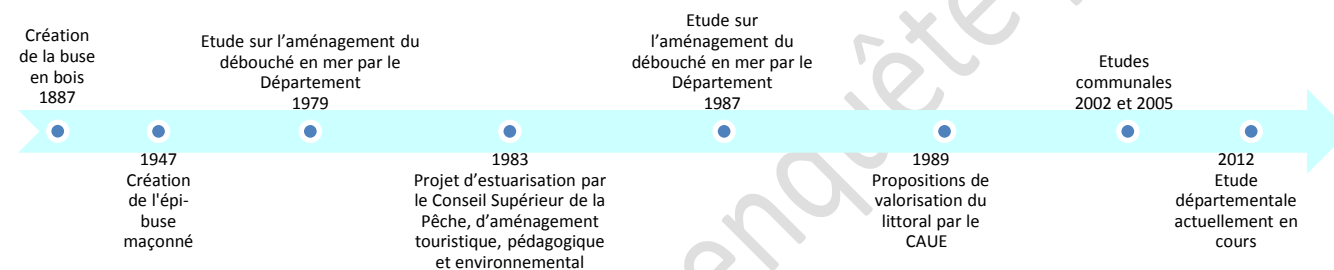 Création
de la buse
en bois
1887
1947
Création
de l'épi-
buse
maçonné
Etude sur l'aménagement du
débouché en mer par le
Département
1979
1983
Projet d'estuarisation par
le Conseil Supérieur de la
Pêche, d'aménagement
touristique, pédagogique
et environnemental
Etude sur
l'aménagement du
débouché en mer par le
Département
1987
1989
Propositions de
valorisation du
littoral par le
CAUE
Etudes
communales
2002 et 2005
2012
Etude
départementale
actuellement en
cours
enquête